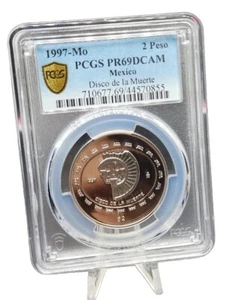 1997-Mo 2 Peso
PCGS PR69DCAM
Mexico
Disco de la Muerte
710677.69/44570855
PCGS
DISCO DE LA MUERTE